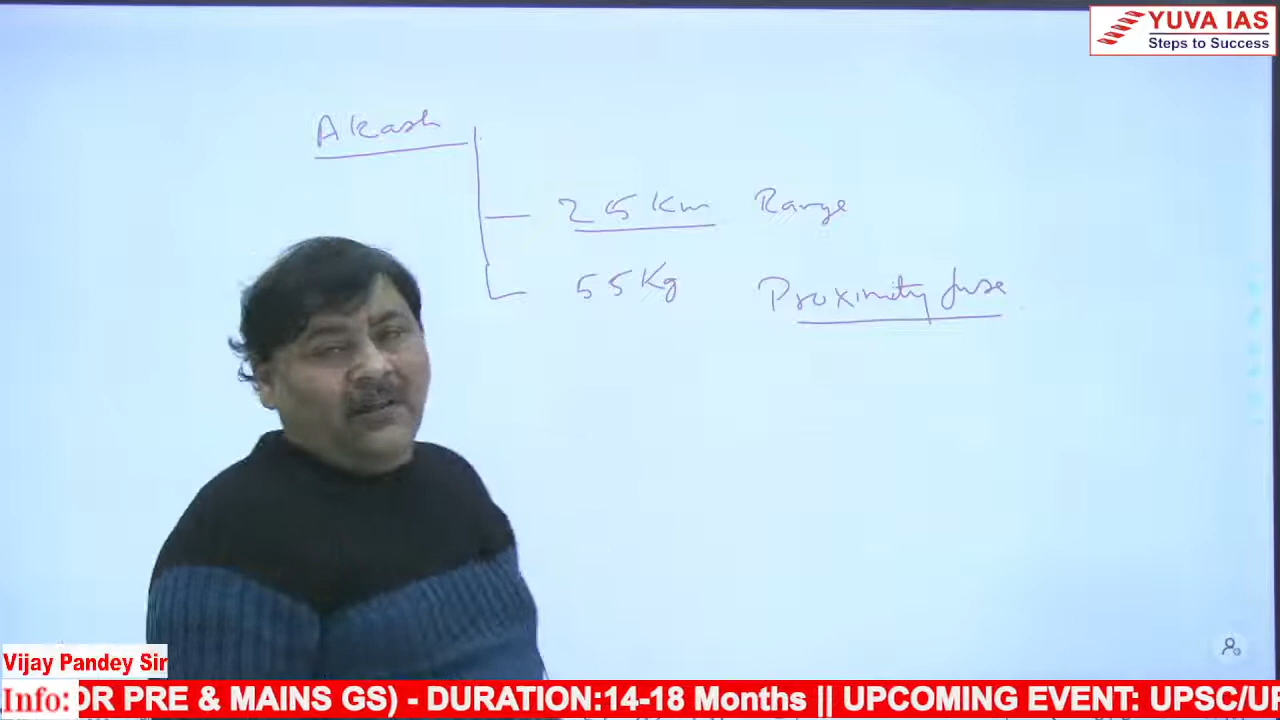 YUVA IAS
Steps to Success
Akash
25 Km Range
55 Kg Proximity fuse
Vijay Pandey Sir
Info: OR PRE & MAINS GS) - DURATION:14-18 Months || UPCOMING EVENT: UPSC/UP